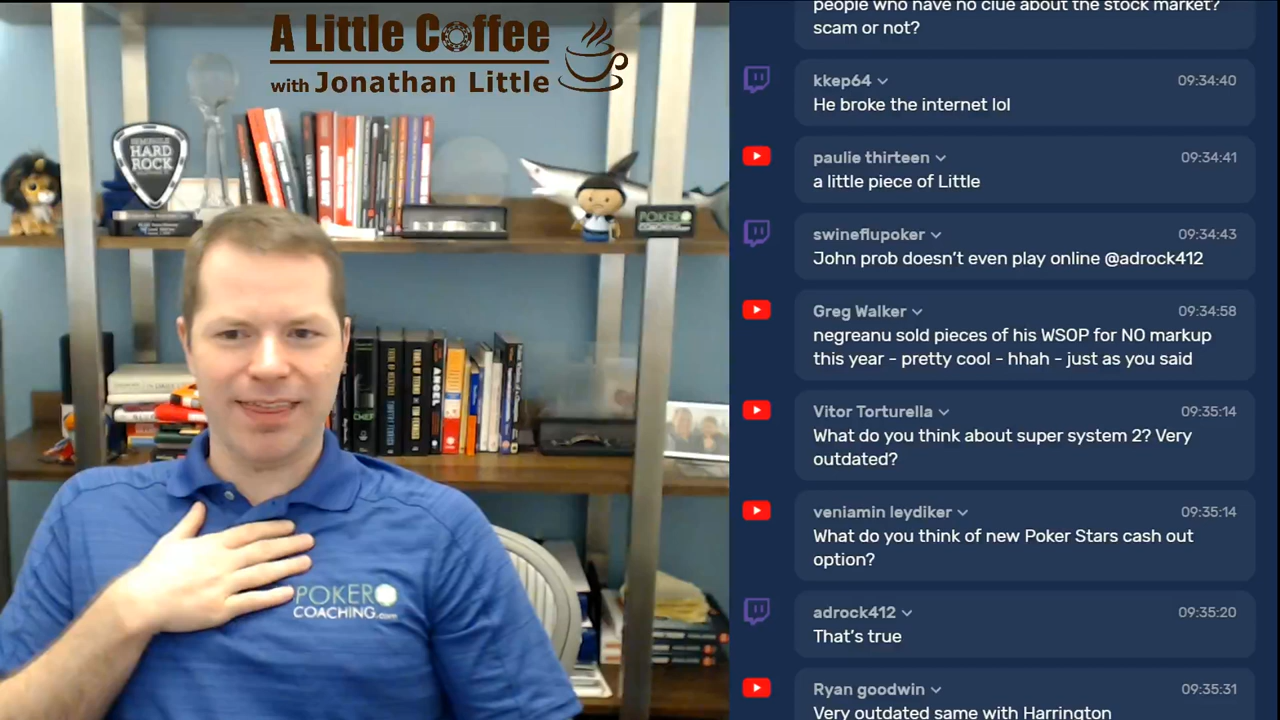 A Little Coffee
with Jonathan Little
SEMINOLE
HARD
ROCK
POKER
COACHING
POKER
COACHING.com
people who have no clue about the stock market?
scam or not?
kkep64
09:34:40
He broke the internet lol
paulie thirteen
09:34:41
a little piece of Little
swineflupoker
09:34:43
John prob doesn't even play online @adrock412
Greg Walker
09:34:58
negreanu sold pieces of his WSOP for NO markup
this year - pretty cool - hhah - just as you said
Vitor Torturella
09:35:14
What do you think about super system 2? Very
outdated?
veniamin leydiker
09:35:14
What do you think of new Poker Stars cash out
option?
adrock412
09:35:20
That's true
Ryan goodwin
09:35:31
Very outdated same with Harrington